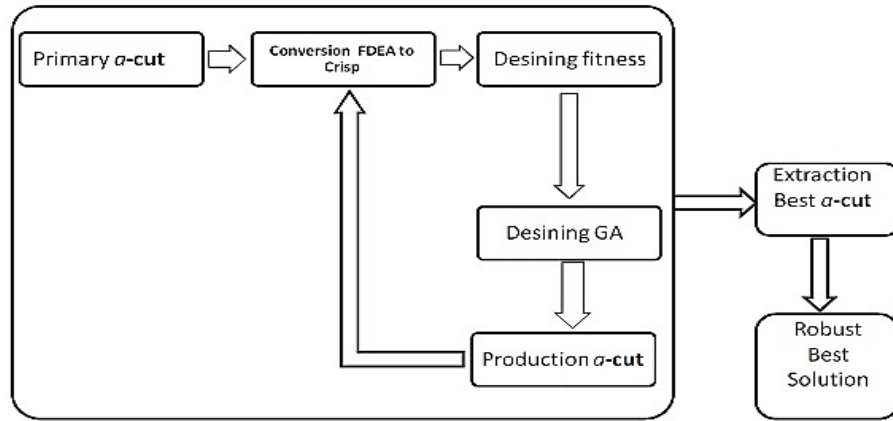 Primary α-cut
Conversion FDEA to
Crisp
Desining fitness
Desining GA
Production α-cut
Extraction
Best α-cut
Robust
Best
Solution